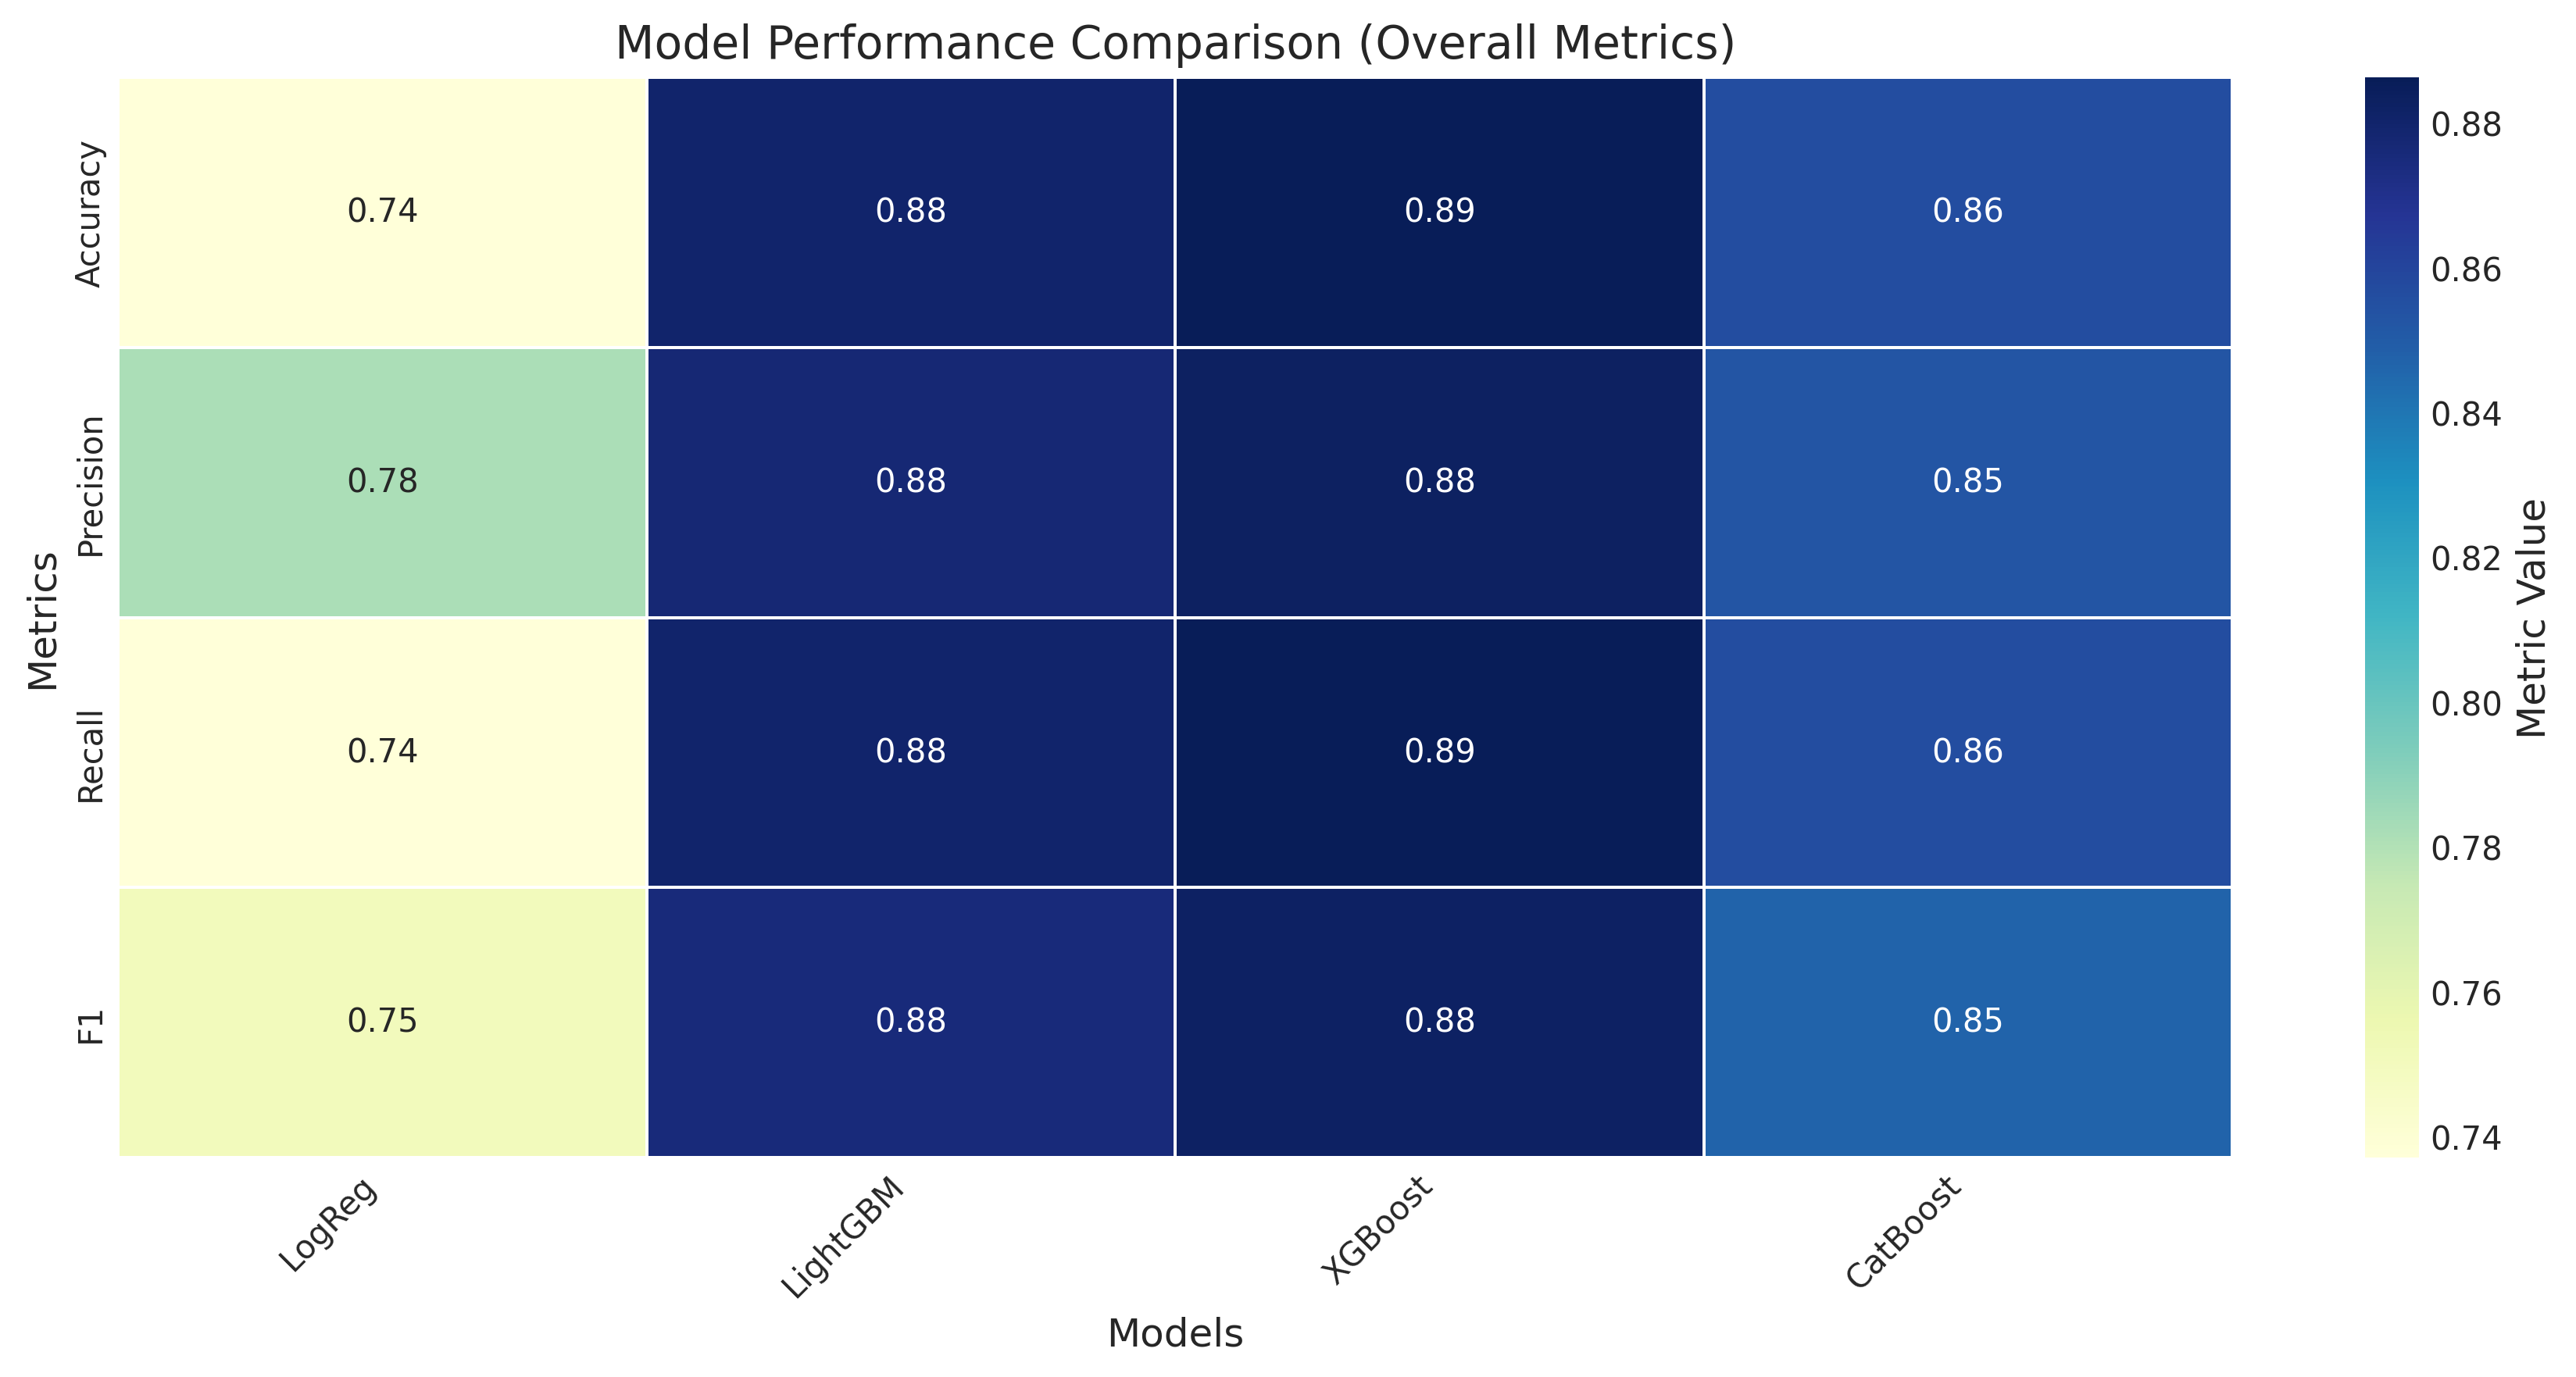 Model Performance Comparison (Overall Metrics)
Metrics
Accuracy
0.74 0.88 0.89 0.86
Precision
0.78 0.88 0.88 0.85
Recall
0.74 0.88 0.89 0.86
F1
0.75 0.88 0.88 0.85
LogReg LightGBM XGBoost CatBoost
Models
0.88
0.86
0.84
0.82
0.80
0.78
0.76
0.74
Metric Value